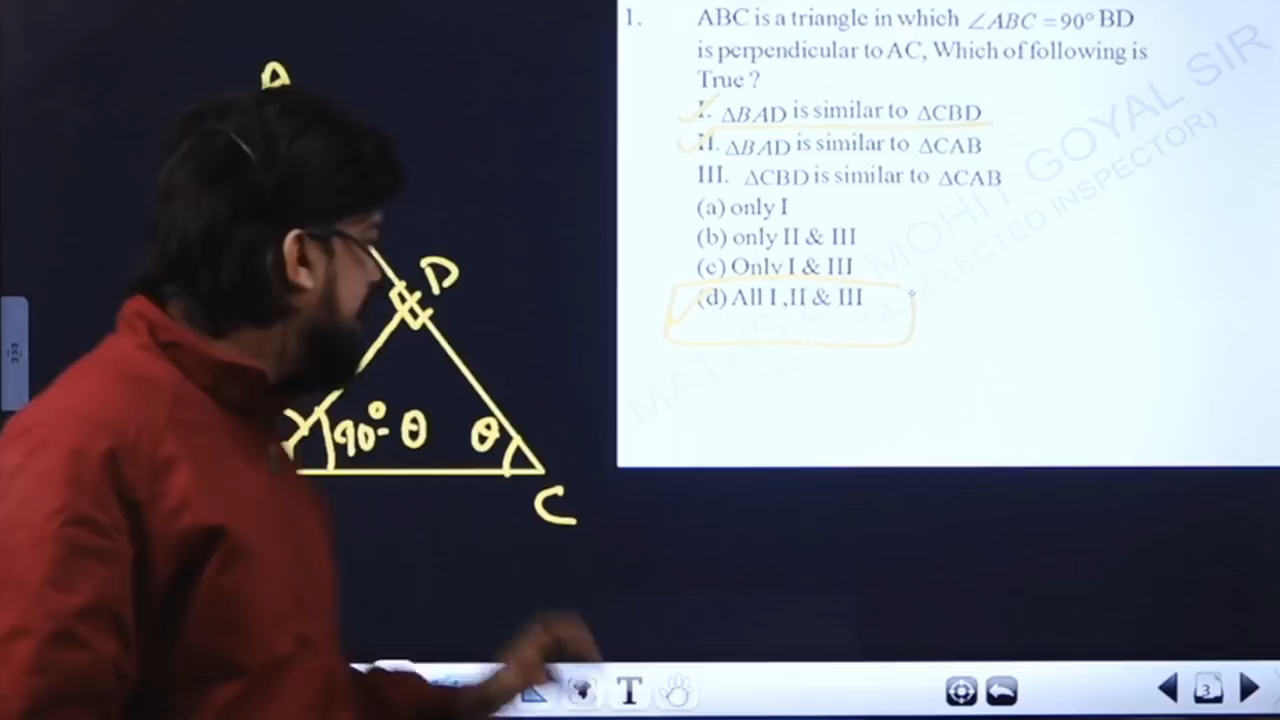 1. ABC is a triangle in which ∠ABC = 90° BD
is perpendicular to AC, Which of following is
True ?
I. ΔBAD is similar to ΔCBD
II. ΔBAD is similar to ΔCAB
III. ΔCBD is similar to ΔCAB
(a) only I
(b) only II & III
(c) Only I & III
(d) All I ,II & III
A
D
90°-θ θ
C
MOHIT GOYAL SIR
SELECTED INSPECTOR)
T
3